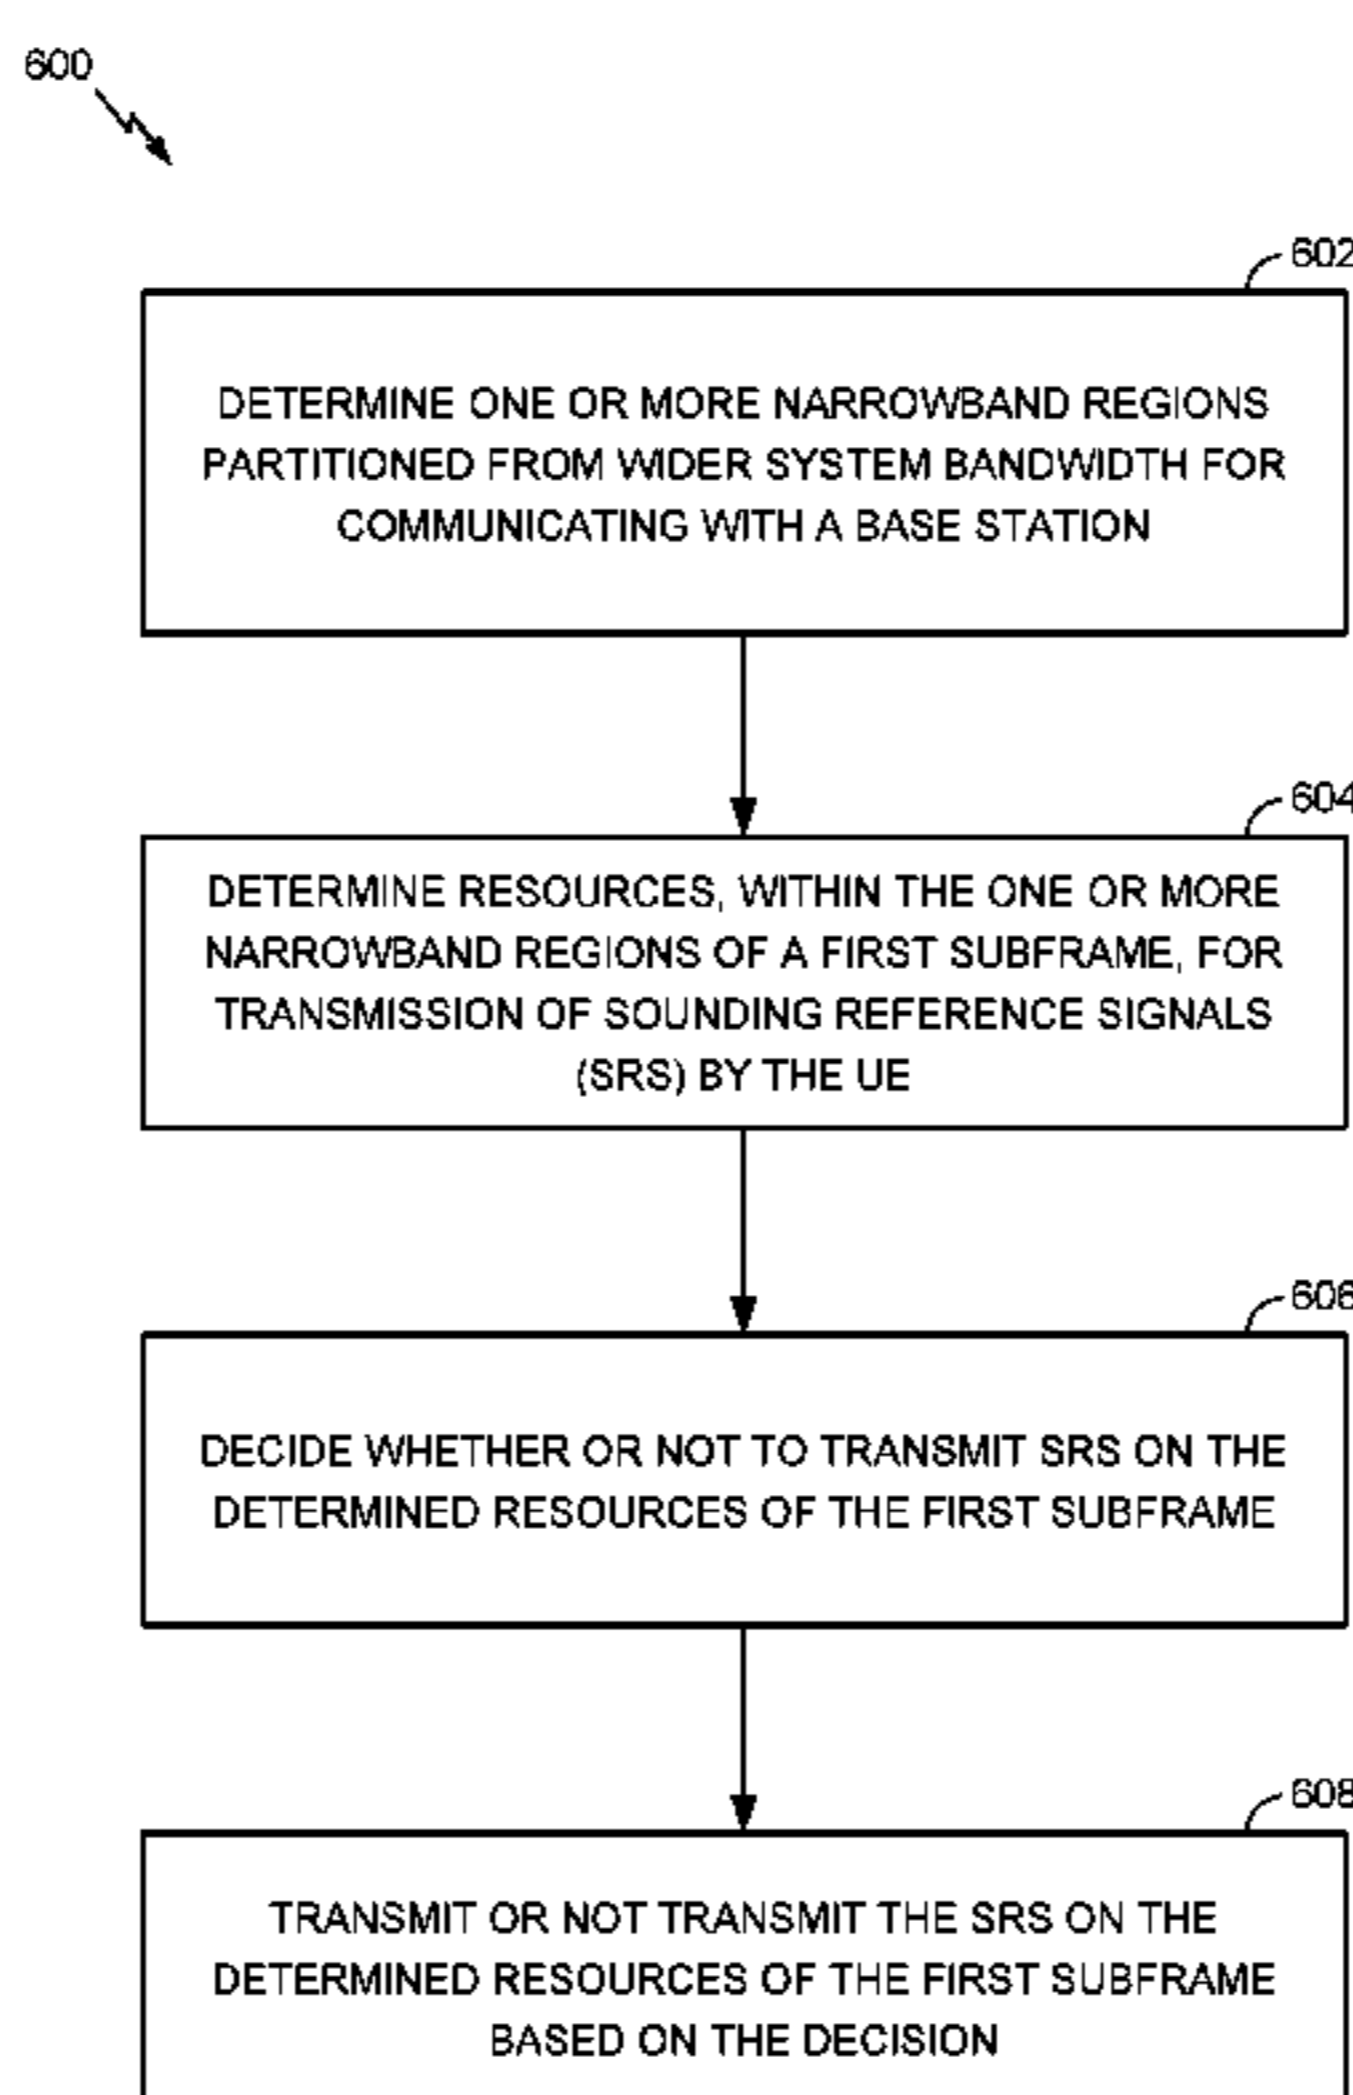 600
602
DETERMINE ONE OR MORE NARROWBAND REGIONS
PARTITIONED FROM WIDER SYSTEM BANDWIDTH FOR
COMMUNICATING WITH A BASE STATION
604
DETERMINE RESOURCES, WITHIN THE ONE OR MORE
NARROWBAND REGIONS OF A FIRST SUBFRAME, FOR
TRANSMISSION OF SOUNDING REFERENCE SIGNALS
(SRS) BY THE UE
606
DECIDE WHETHER OR NOT TO TRANSMIT SRS ON THE
DETERMINED RESOURCES OF THE FIRST SUBFRAME
608
TRANSMIT OR NOT TRANSMIT THE SRS ON THE
DETERMINED RESOURCES OF THE FIRST SUBFRAME
BASED ON THE DECISION